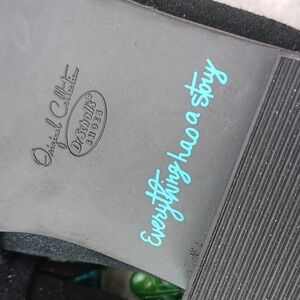 Original Collection
Dr. Scholl's
SHOES
Everything has a story